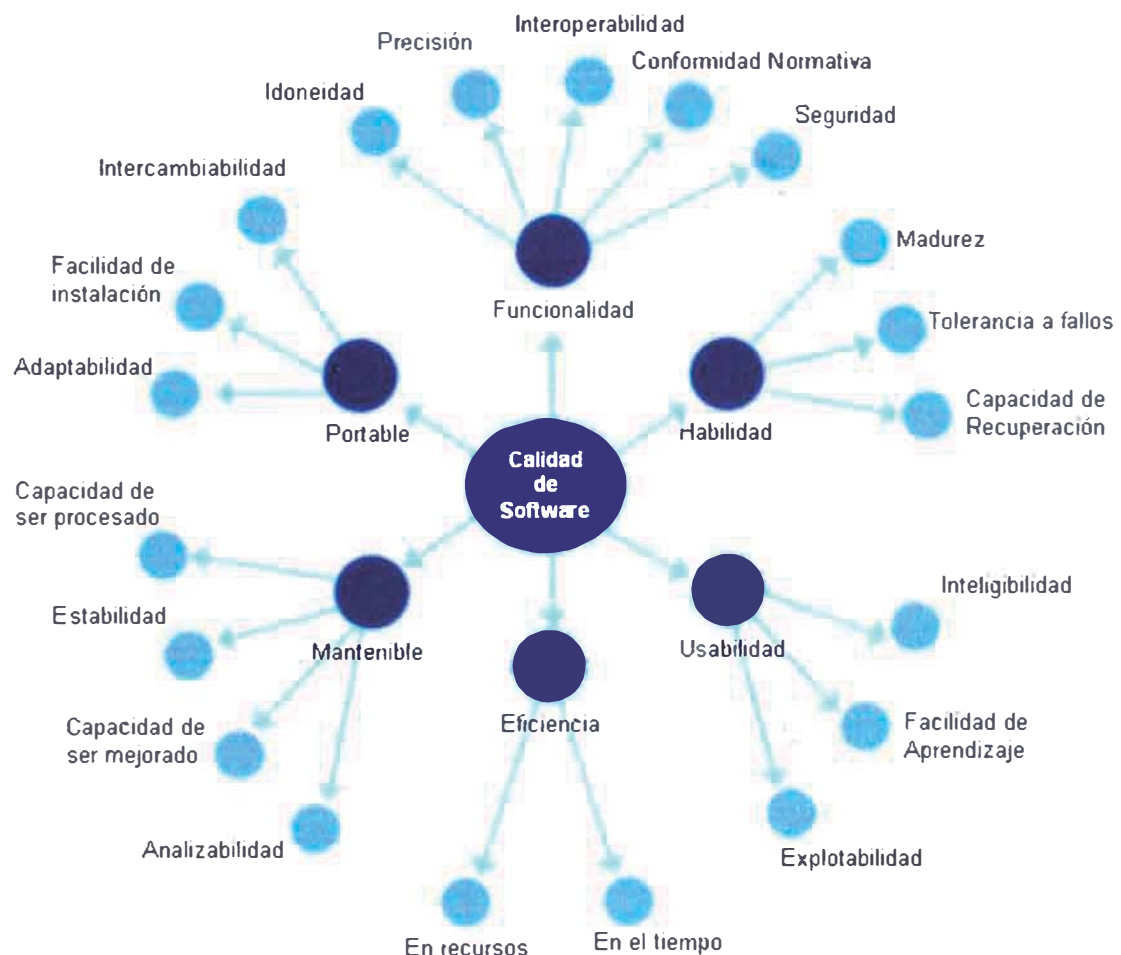 Interoperabilidad
Precisión
Conformidad Normativa
Idoneidad
Seguridad
Intercambiabilidad
Madurez
Facilidad de
instalación
Funcionalidad
Tolerancia a fallos
Adaptabilidad
Capacidad de
Recuperación
Portable
Habilidad
Calidad
de
Software
Capacidad de
ser procesado
Inteligibilidad
Estabilidad
Mantenible
Usabilidad
Capacidad de
ser mejorado
Eficiencia
Facilidad de
Aprendizaje
Analizabilidad
Explotabilidad
En recursos
En el tiempo